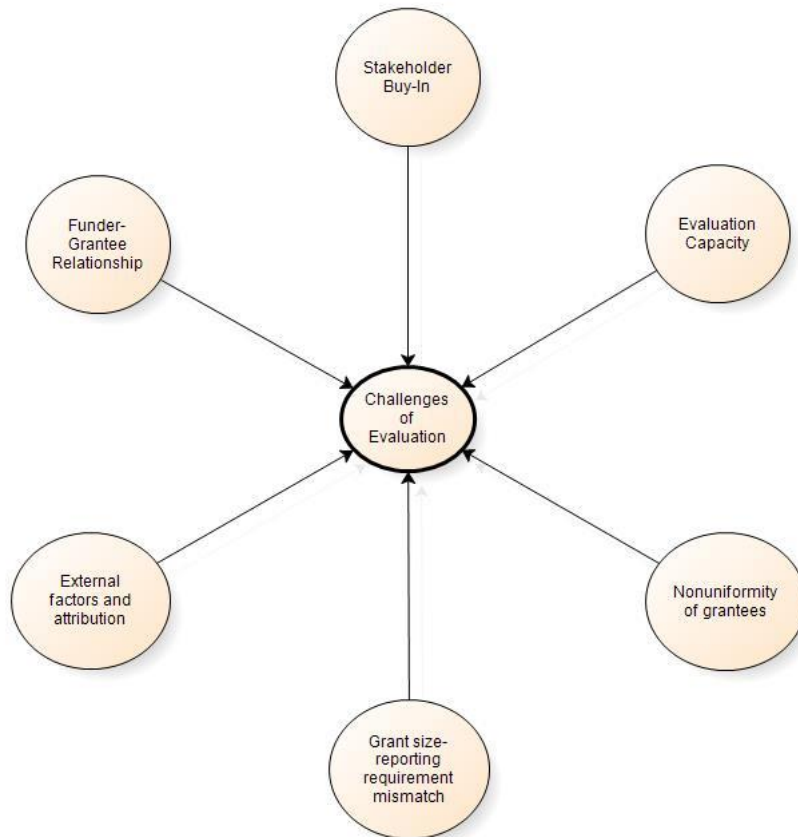 Stakeholder
Buy-In
Funder-
Grantee
Relationship
Evaluation
Capacity
Challenges
of
Evaluation
External
factors and
attribution
Nonuniformity
of grantees
Grant size-
reporting
requirement
mismatch